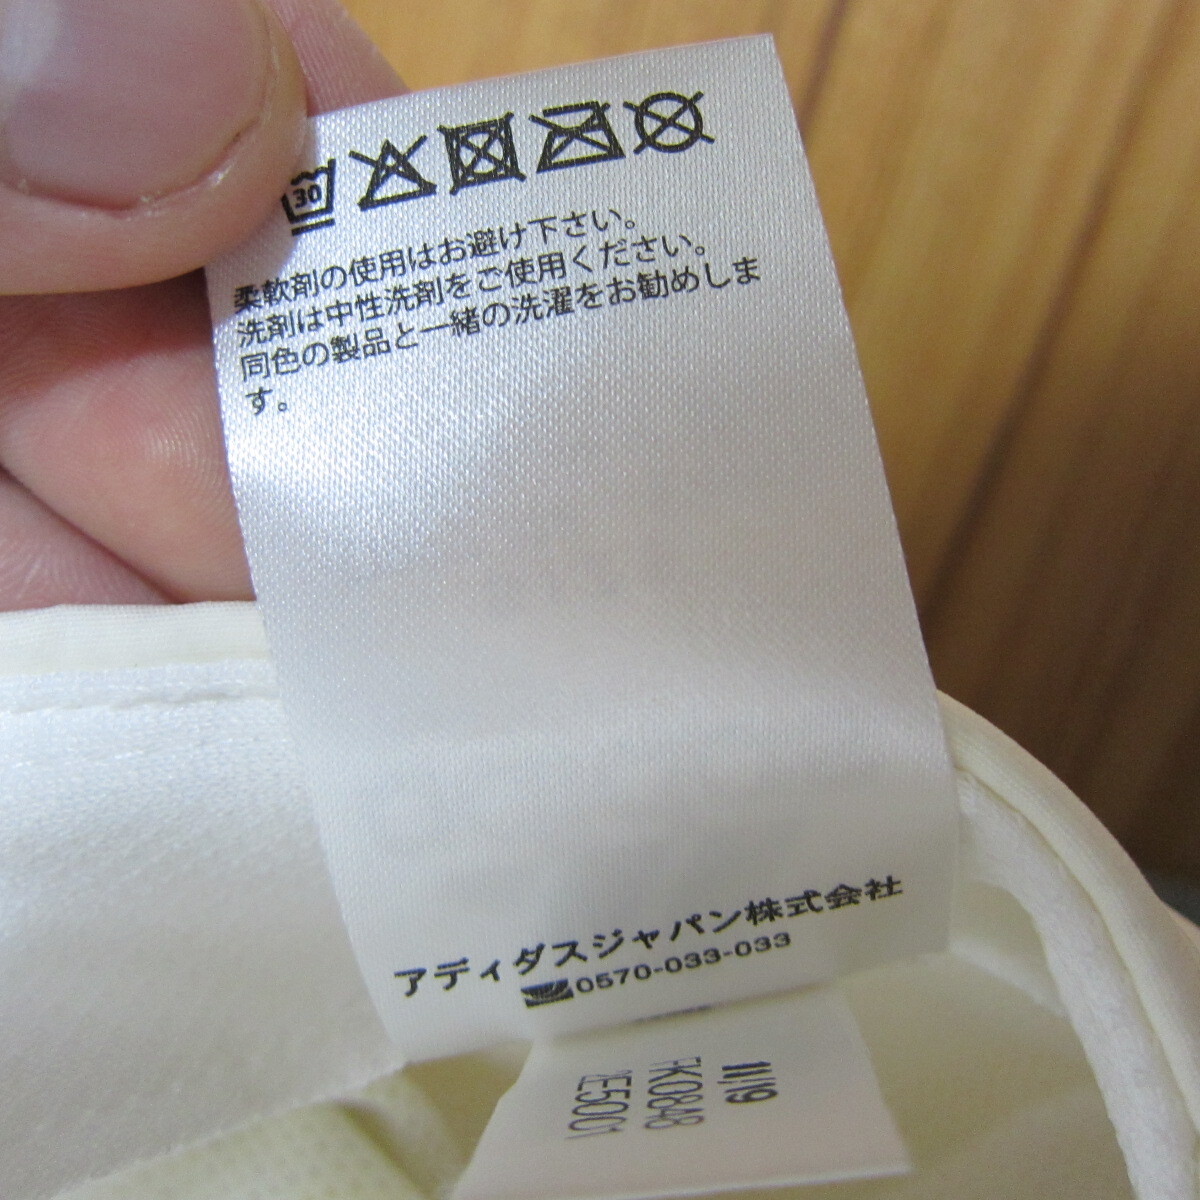 30
柔軟剤の使用はお避け下さい。
洗剤は中性洗剤をご使用ください。
同色の製品と一緒の洗濯をお勧めしま
す。
アディダスジャパン株式会社
0570-033-033
11|19
FK0848
2E5001